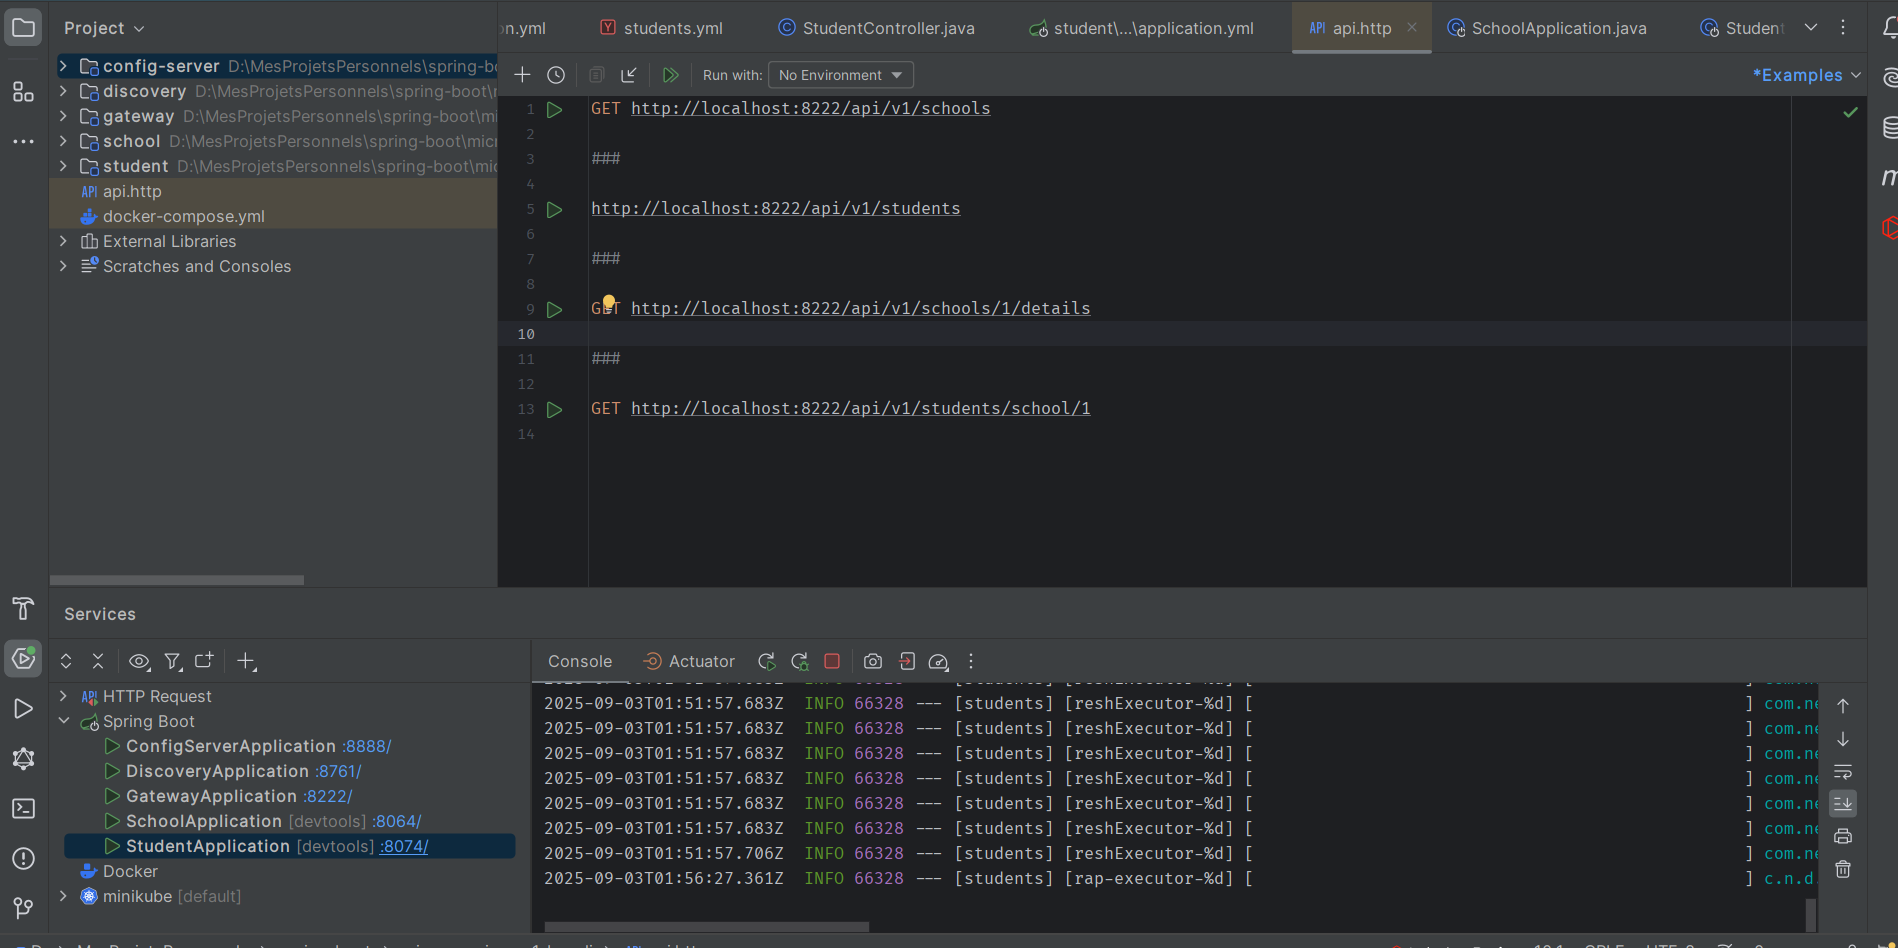 Project
config-server D:\MesProjetsPersonnels\spring-bo
discovery D:\MesProjetsPersonnels\spring-boot\
gateway D:\MesProjetsPersonnels\spring-boot\mi
school D:\MesProjetsPersonnels\spring-boot\micr
student D:\MesProjetsPersonnels\spring-boot\mic
API api.http
docker-compose.yml
External Libraries
Scratches and Consoles
on.yml
Y students.yml
C StudentController.java
student\...\application.yml
API api.http
C SchoolApplication.java
C Student
Run with: No Environment
*Examples
1 GET http://localhost:8222/api/v1/schools
2
3 ###
4
5 http://localhost:8222/api/v1/students
6
7 ###
8
9 GET http://localhost:8222/api/v1/schools/1/details
10
11 ###
12
13 GET http://localhost:8222/api/v1/students/school/1
14
m
Services
API HTTP Request
Spring Boot
ConfigServerApplication :8888/
DiscoveryApplication :8761/
GatewayApplication :8222/
SchoolApplication [devtools] :8064/
StudentApplication [devtools] :8074/
Docker
minikube [default]
Console Actuator
2025-09-03T01:51:57.683Z INFO 66328 --- [students] [reshExecutor-%d] [ ] com.ne
2025-09-03T01:51:57.683Z INFO 66328 --- [students] [reshExecutor-%d] [ ] com.ne
2025-09-03T01:51:57.683Z INFO 66328 --- [students] [reshExecutor-%d] [ ] com.ne
2025-09-03T01:51:57.683Z INFO 66328 --- [students] [reshExecutor-%d] [ ] com.ne
2025-09-03T01:51:57.683Z INFO 66328 --- [students] [reshExecutor-%d] [ ] com.ne
2025-09-03T01:51:57.683Z INFO 66328 --- [students] [reshExecutor-%d] [ ] com.ne
2025-09-03T01:51:57.706Z INFO 66328 --- [students] [reshExecutor-%d] [ ] com.ne
2025-09-03T01:56:27.361Z INFO 66328 --- [students] [rap-executor-%d] [ ] c.n.d